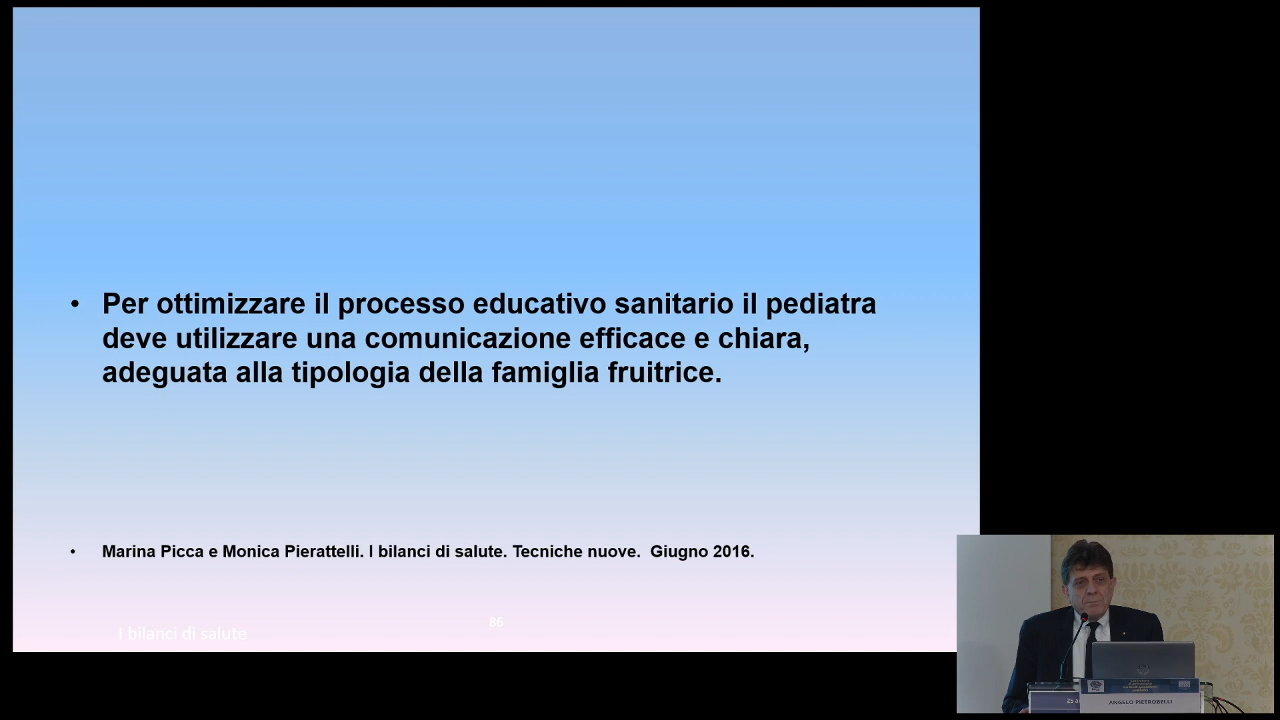 • Per ottimizzare il processo educativo sanitario il pediatra
deve utilizzare una comunicazione efficace e chiara,
adeguata alla tipologia della famiglia fruitrice.
• Marina Picca e Monica Pierattelli. I bilanci di salute. Tecniche nuove. Giugno 2016.
86
I bilanci di salute
ANGELO PIETROBELLI